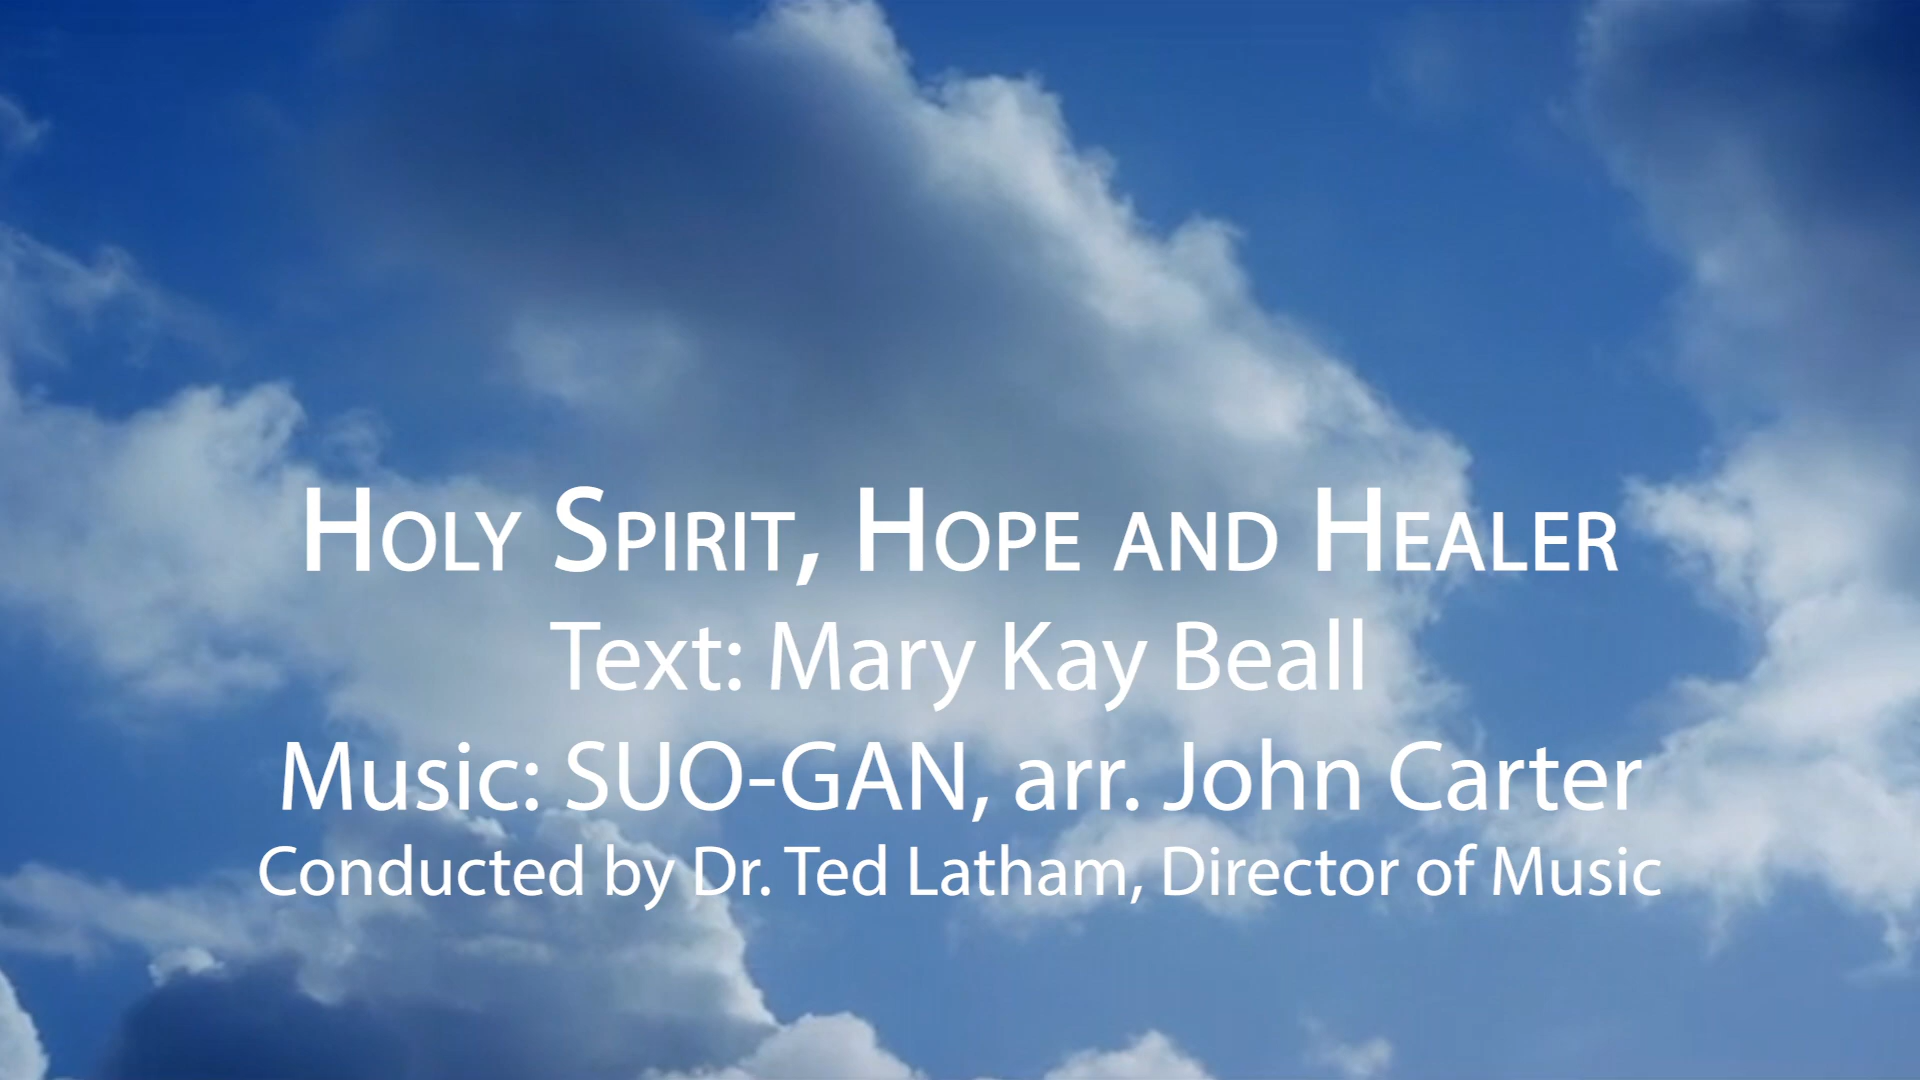 Holy Spirit, Hope and Healer
Text: Mary Kay Beall
Music: SUO-GAN, arr. John Carter
Conducted by Dr. Ted Latham, Director of Music